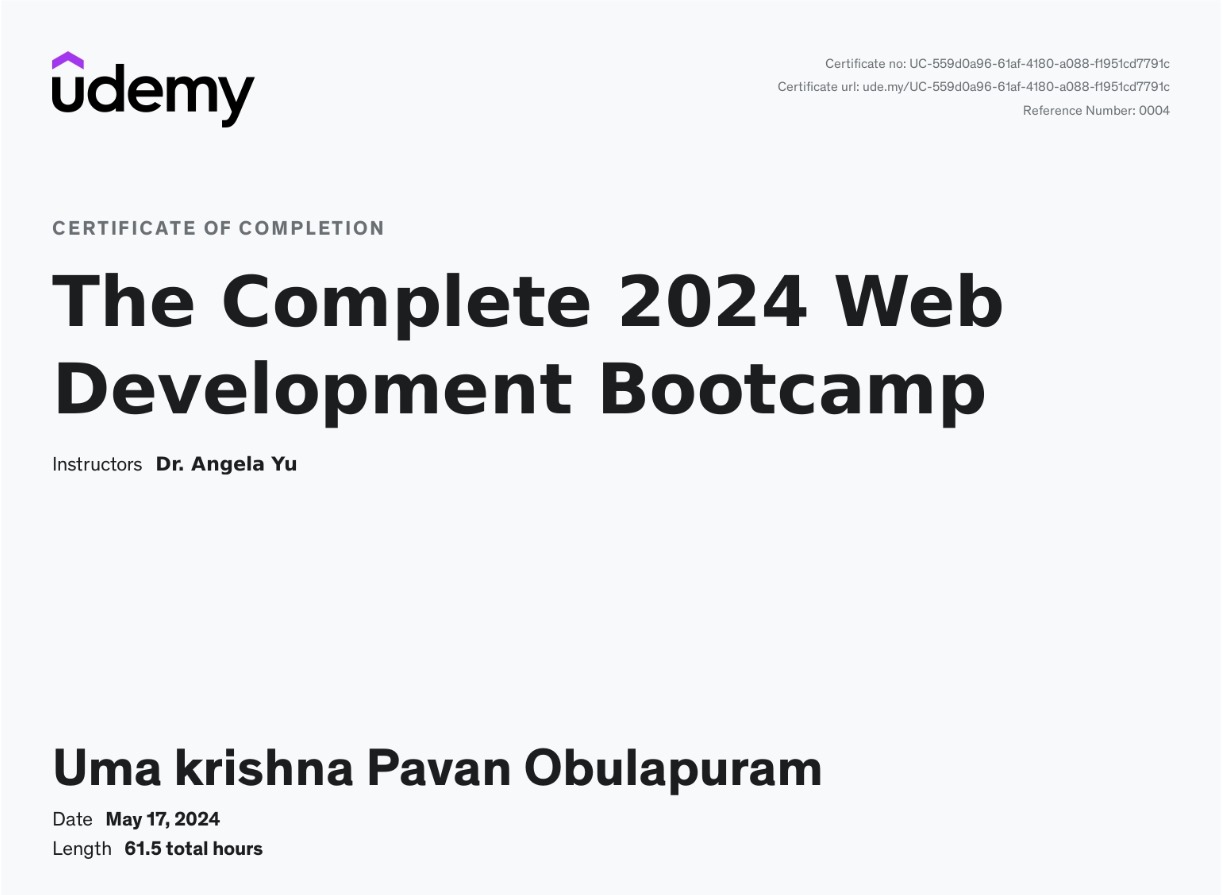 udemy
Certificate no: UC-559d0a96-61af-4180-a088-f1951cd7791c
Certificate url: ude.my/UC-559d0a96-61af-4180-a088-f1951cd7791c
Reference Number: 0004
CERTIFICATE OF COMPLETION
The Complete 2024 Web
Development Bootcamp
Instructors Dr. Angela Yu
Uma krishna Pavan Obulapuram
Date May 17, 2024
Length 61.5 total hours